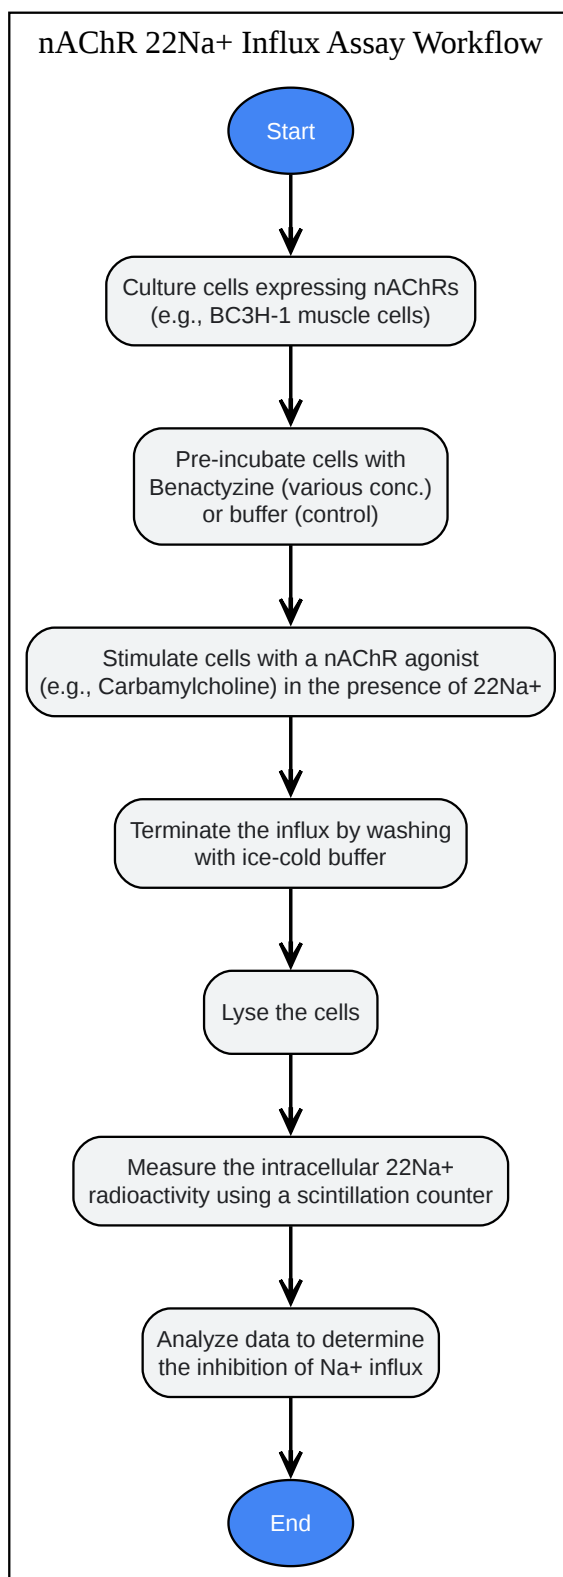 nAChR 22Na+ Influx Assay Workflow
Start
Culture cells expressing nAChRs
(e.g., BC3H-1 muscle cells)
Pre-incubate cells with
Benactyzine (various conc.)
or buffer (control)
Stimulate cells with a nAChR agonist
(e.g., Carbamylcholine) in the presence of 22Na+
Terminate the influx by washing
with ice-cold buffer
Lyse the cells
Measure the intracellular 22Na+
radioactivity using a scintillation counter
Analyze data to determine
the inhibition of Na+ influx
End